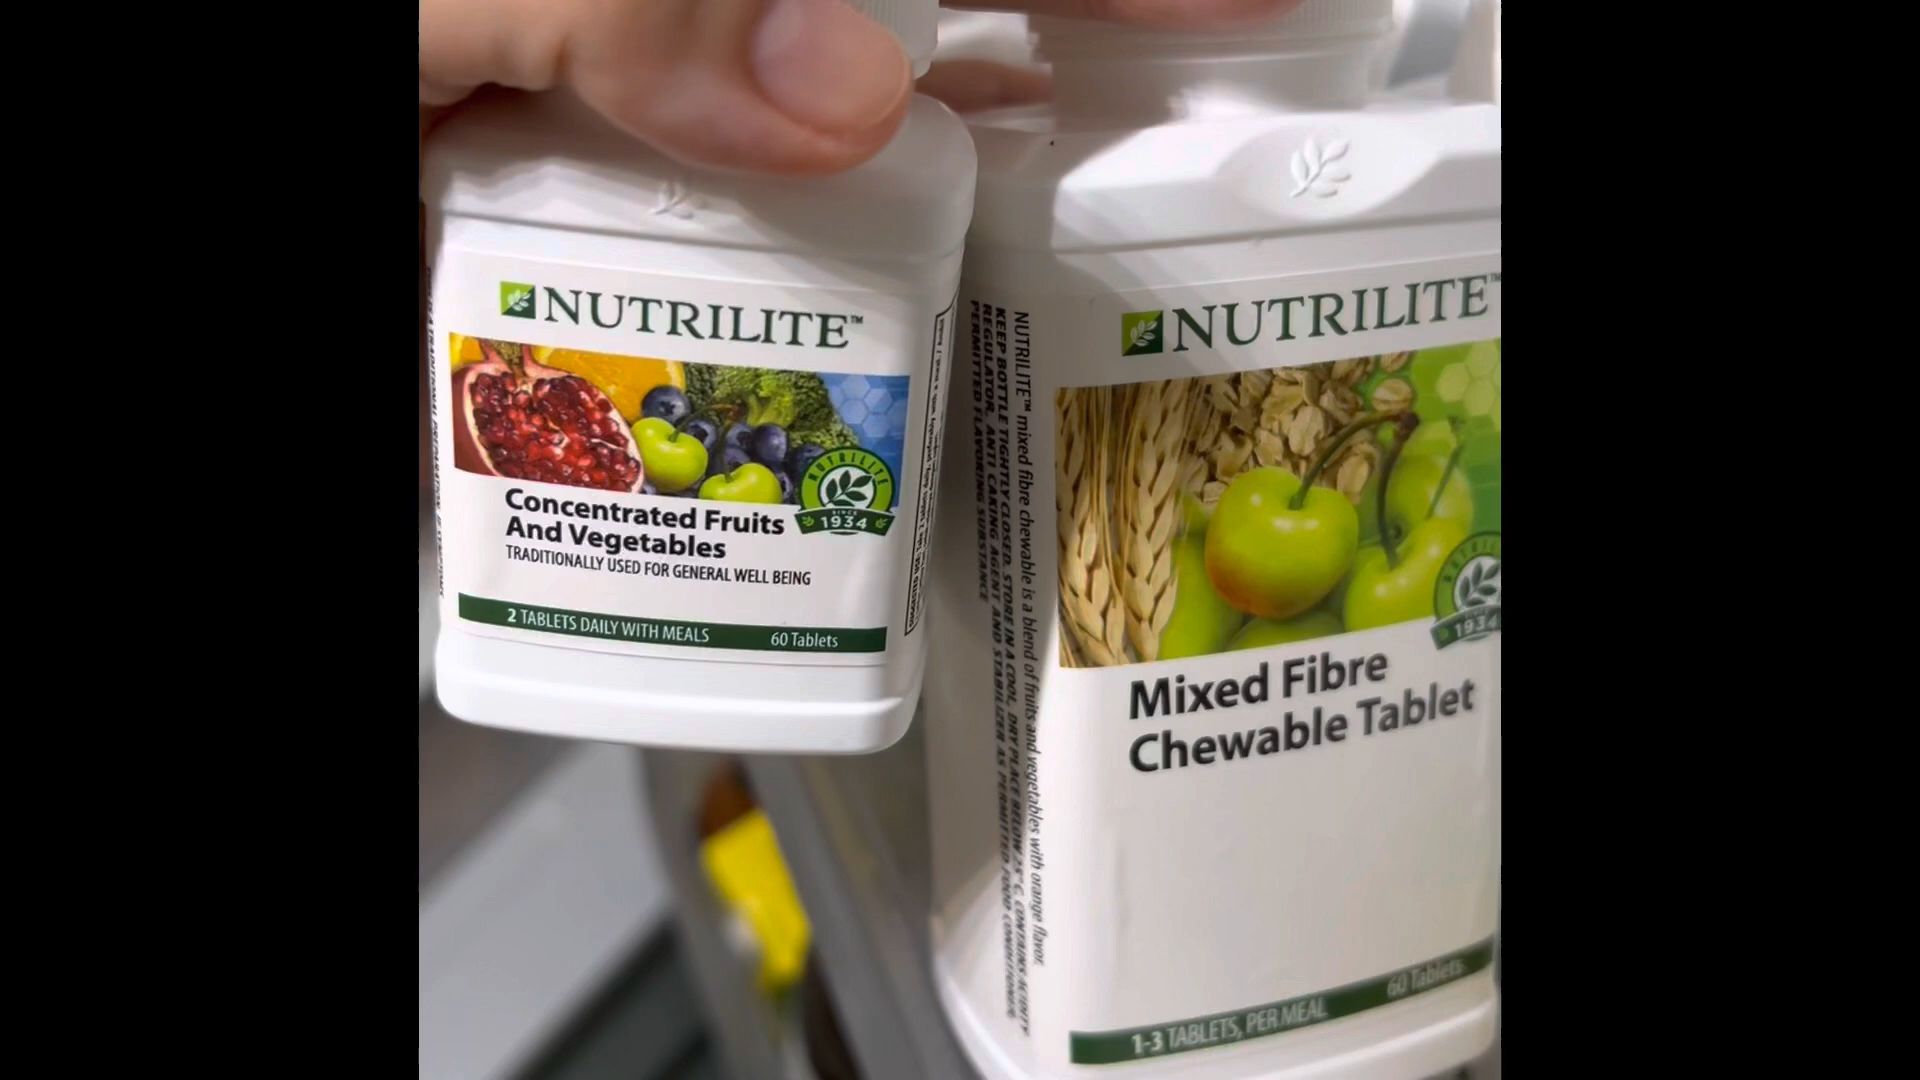 NUTRILITE™
NUTRILITE
SINCE
1934
Concentrated Fruits
And Vegetables
TRADITIONALLY USED FOR GENERAL WELL BEING
2 TABLETS DAILY WITH MEALS
60 Tablets
NUTRILITE™ mixed fibre chewable is a blend of fruits and vegetables with orange flavor.
KEEP BOTTLE TIGHTLY CLOSED. STORE IN A COOL, DRY PLACE BELOW 25° C. CONTAINS ACIDITY
REGULATOR, ANTI CAKING AGENT AND STABILIZER AS PERMITTED FOOD CONDITIONERS.
PERMITTED FLAVORING SUBSTANCE
NUTRILITE™
1934
Mixed Fibre
Chewable Tablet
1-3 TABLETS, PER MEAL
60 Tablets